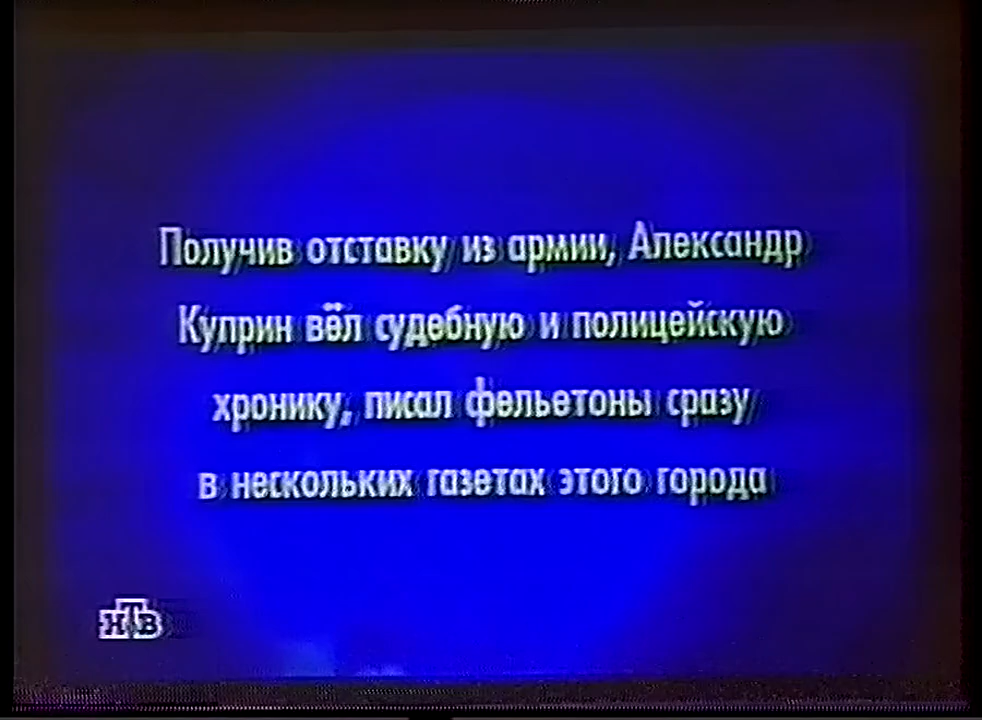 Получив отставку из армии, Александр
Куприн вёл судебную и полицейскую
хронику, писал фельетоны сразу
в нескольких газетах этого города
НТВ